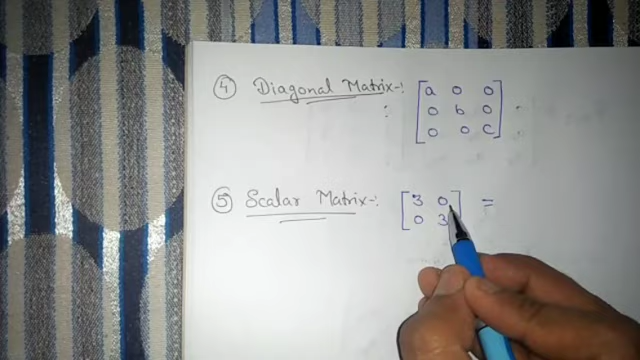 ④ Diagonal Matrix-: [a 0 0
0 b 0
0 0 c]
⑤ Scalar Matrix-: [3 0
0 3] =